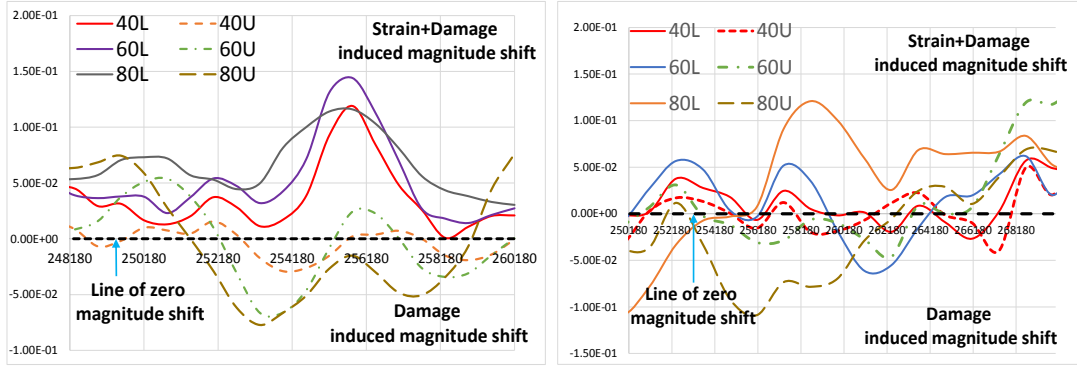 2.00E-01
1.50E-01
1.00E-01
5.00E-02
0.00E+00
-5.00E-02
-1.00E-01
248180
250180
252180
254180
256180
258180
260180
40L
40U
60L
60U
80L
80U
Strain+Damage
induced magnitude shift
Line of zero
magnitude shift
Damage
induced magnitude shift
2.00E-01
1.50E-01
1.00E-01
5.00E-02
0.00E+00
-5.00E-02
-1.00E-01
-1.50E-01
250180
252180
254180
256180
258180
260180
262180
264180
266180
268180
40L
40U
60L
60U
80L
80U
Strain+Damage
induced magnitude shift
Line of zero
magnitude shift
Damage
induced magnitude shift